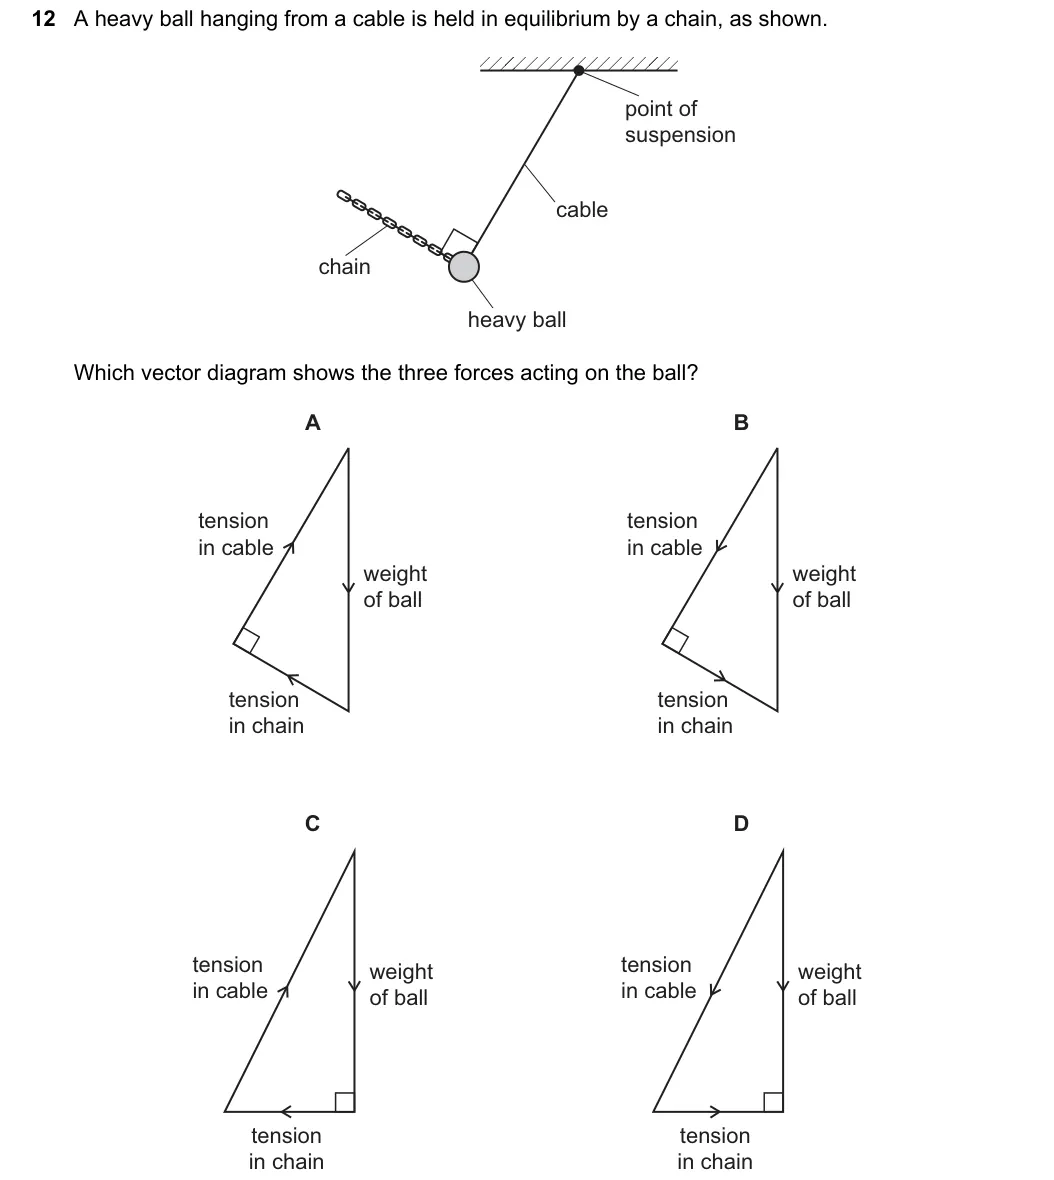 12 A heavy ball hanging from a cable is held in equilibrium by a chain, as shown.
point of
suspension
cable
chain
heavy ball
Which vector diagram shows the three forces acting on the ball?
A
tension
in cable
weight
of ball
tension
in chain
B
tension
in cable
weight
of ball
tension
in chain
C
tension
in cable
weight
of ball
tension
in chain
D
tension
in cable
weight
of ball
tension
in chain